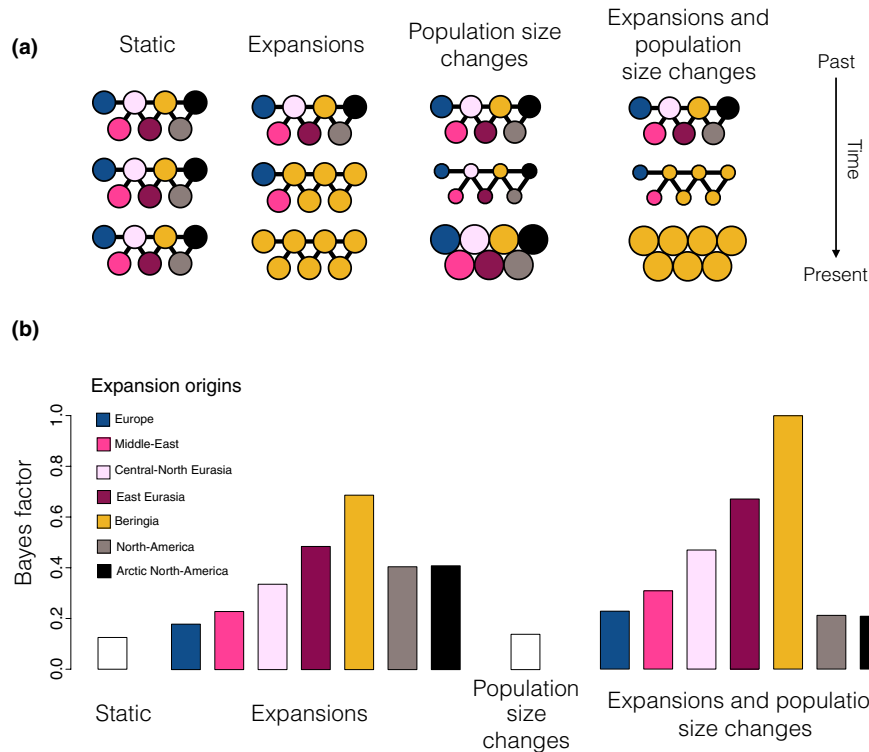 (a)
Static
Expansions
Population size
changes
Expansions and
population
size changes
Past
Time
Present
(b)
Expansion origins
Europe
Middle-East
Central-North Eurasia
East Eurasia
Beringia
North-America
Arctic North-America
Bayes factor
1.0
0.8
0.6
0.4
0.2
0.0
Static
Expansions
Population
size
changes
Expansions and populatio
size changes